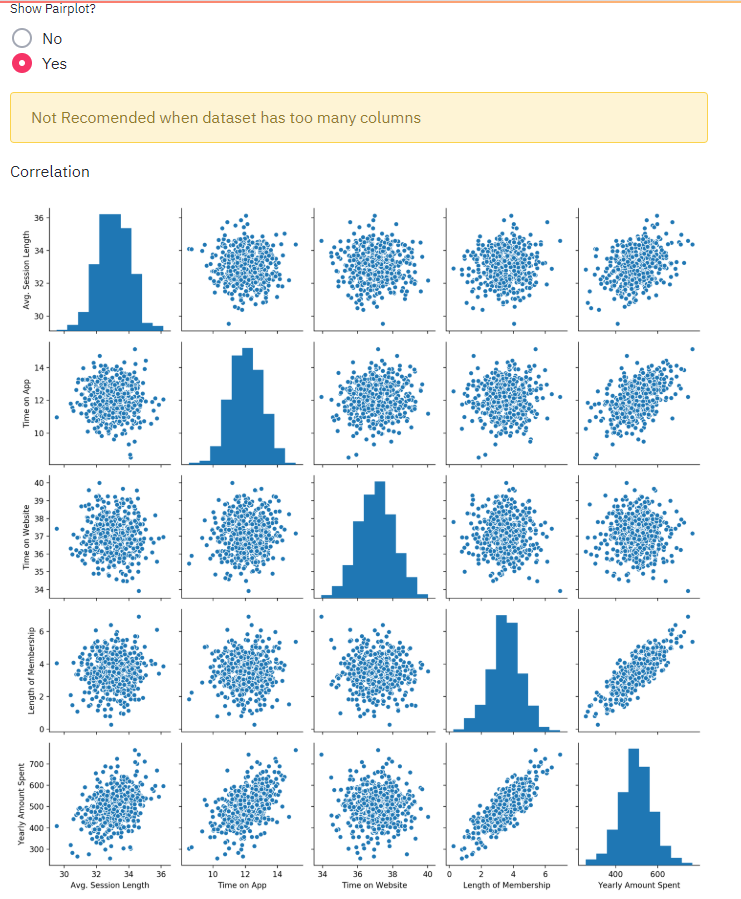 Show Pairplot?
No
Yes
Not Recomended when dataset has too many columns
Correlation
36
34
32
30
Avg. Session Length
14
12
10
Time on App
40
39
38
37
36
35
34
Time on Website
6
4
2
0
Length of Membership
700
600
500
400
300
Yearly Amount Spent
30 32 34 36 10 12 14 34 36 38 40 0 2 4 6 400 600
Avg. Session Length Time on App Time on Website Length of Membership Yearly Amount Spent